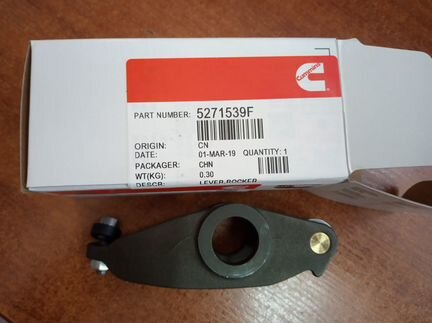 Cummins
PART NUMBER: 5271539F
ORIGIN: CN
DATE: 01-MAR-19 QUANTITY: 1
PACKAGER: CHN
WT(KG): 0.30
DESCR: LEVER,ROCKER